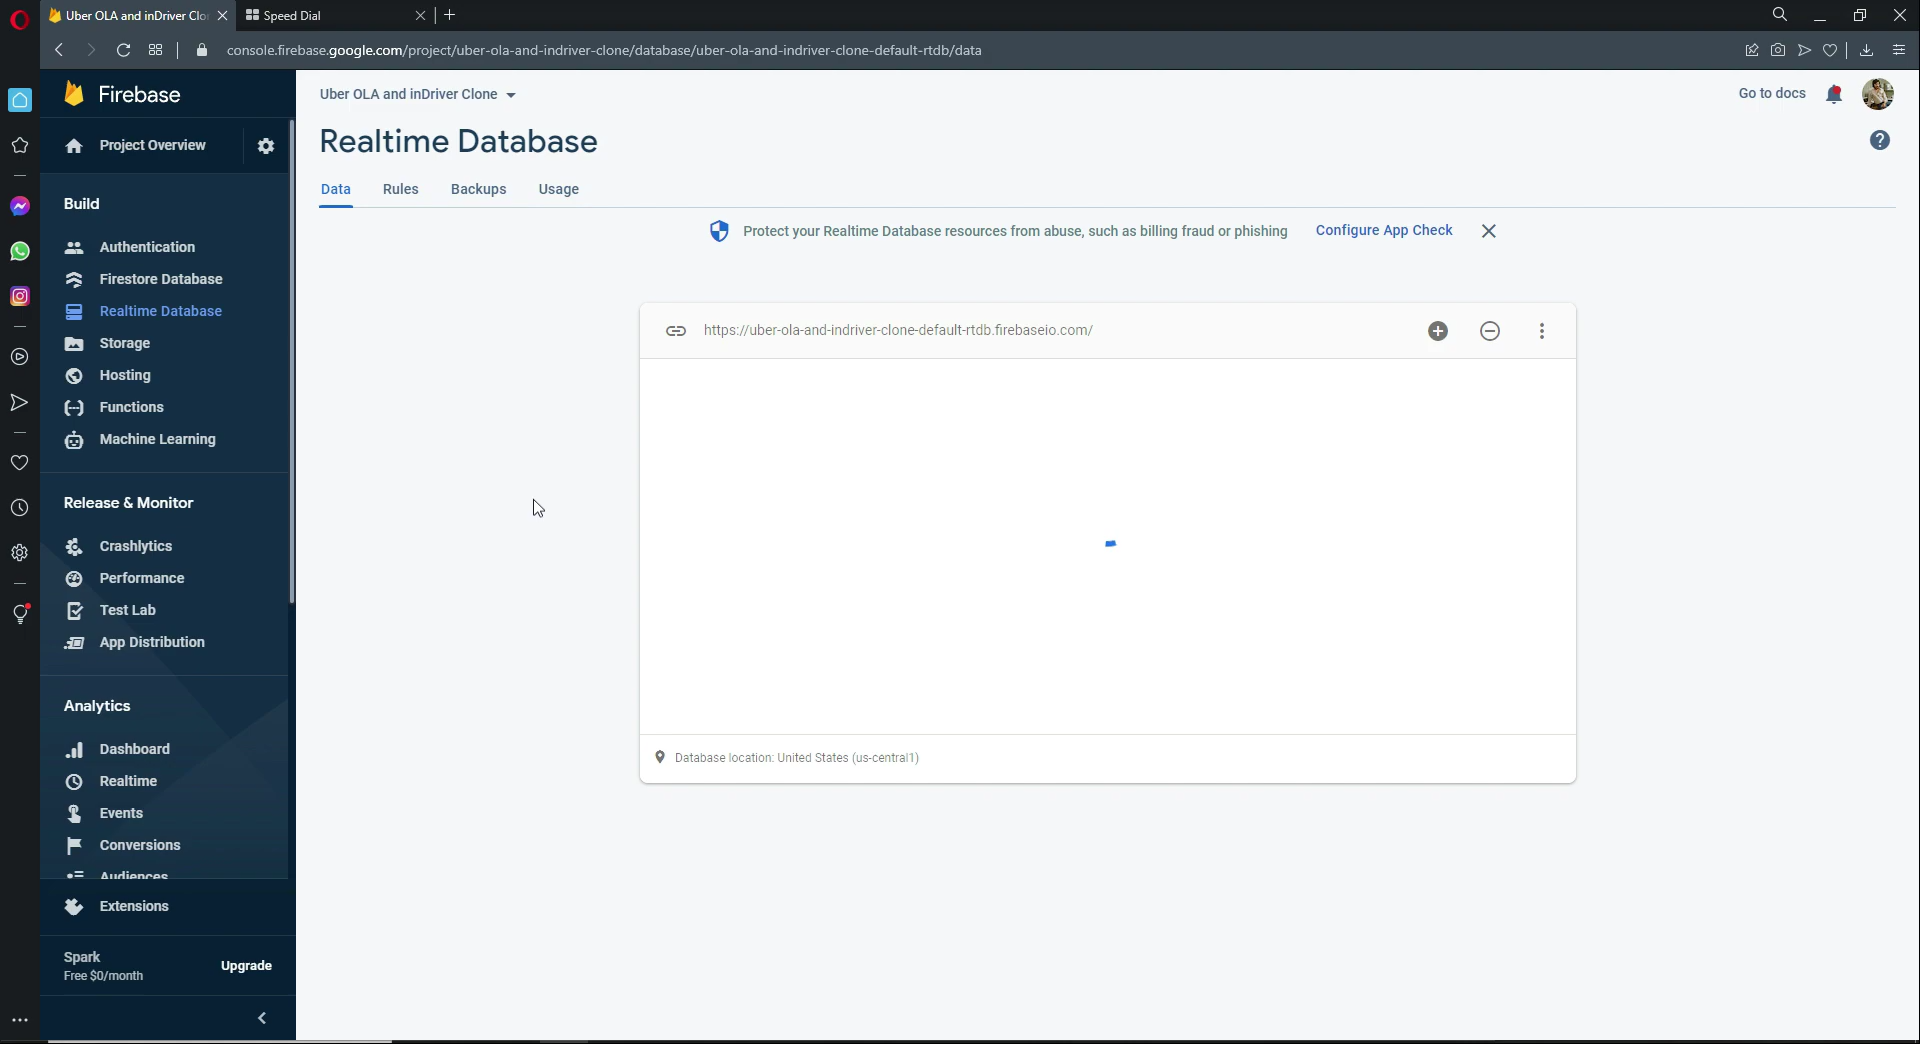 Uber OLA and inDriver Clo
Speed Dial
console.firebase.google.com/project/uber-ola-and-indriver-clone/database/uber-ola-and-indriver-clone-default-rtdb/data
Firebase
Project Overview
Build
Authentication
Firestore Database
Realtime Database
Storage
Hosting
Functions
Machine Learning
Release & Monitor
Crashlytics
Performance
Test Lab
App Distribution
Analytics
Dashboard
Realtime
Events
Conversions
Audiences
Extensions
Spark
Free $0/month
Upgrade
Uber OLA and inDriver Clone
Go to docs
Realtime Database
Data Rules Backups Usage
Protect your Realtime Database resources from abuse, such as billing fraud or phishing Configure App Check
https://uber-ola-and-indriver-clone-default-rtdb.firebaseio.com/
Database location: United States (us-central1)